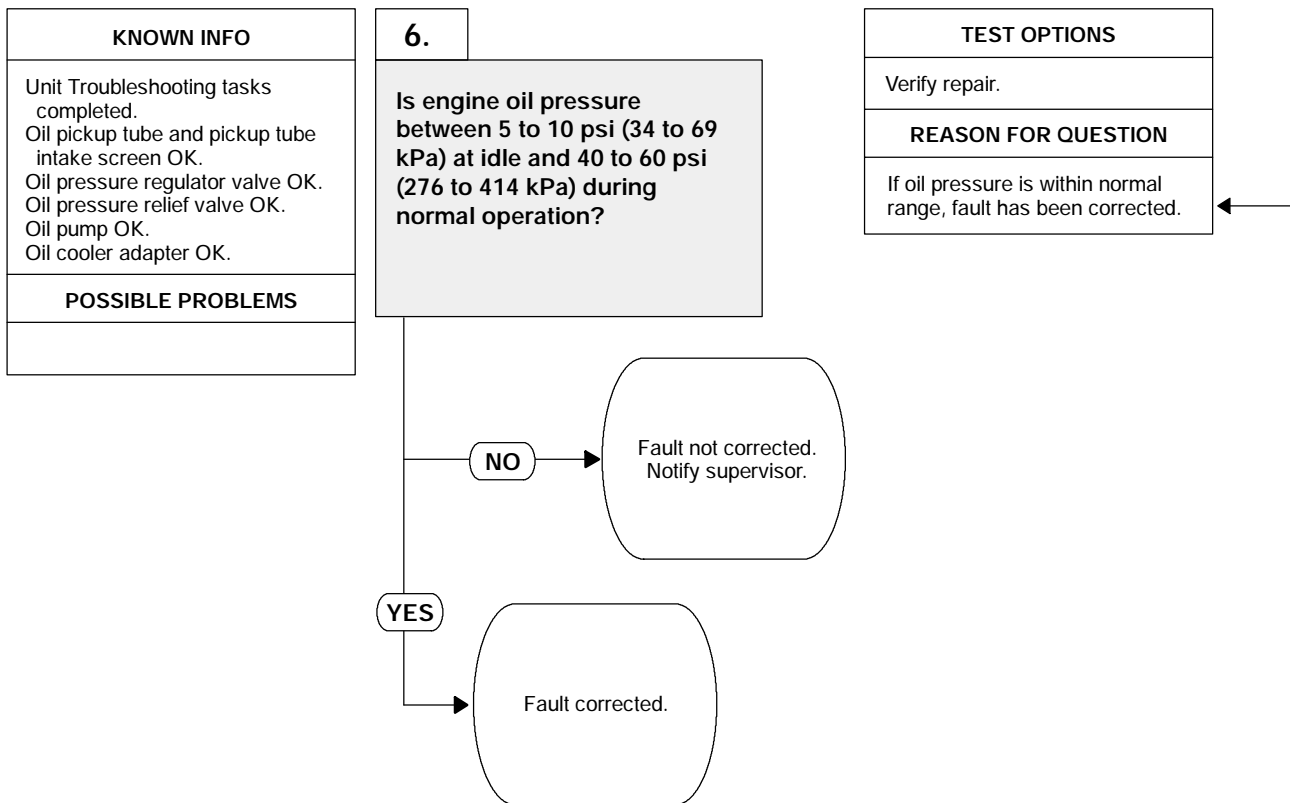 KNOWN INFO
Unit Troubleshooting tasks
completed.
Oil pickup tube and pickup tube
intake screen OK.
Oil pressure regulator valve OK.
Oil pressure relief valve OK.
Oil pump OK.
Oil cooler adapter OK.
POSSIBLE PROBLEMS
6.
Is engine oil pressure
between 5 to 10 psi (34 to 69
kPa) at idle and 40 to 60 psi
(276 to 414 kPa) during
normal operation?
TEST OPTIONS
Verify repair.
REASON FOR QUESTION
If oil pressure is within normal
range, fault has been corrected.
NO
Fault not corrected.
Notify supervisor.
YES
Fault corrected.